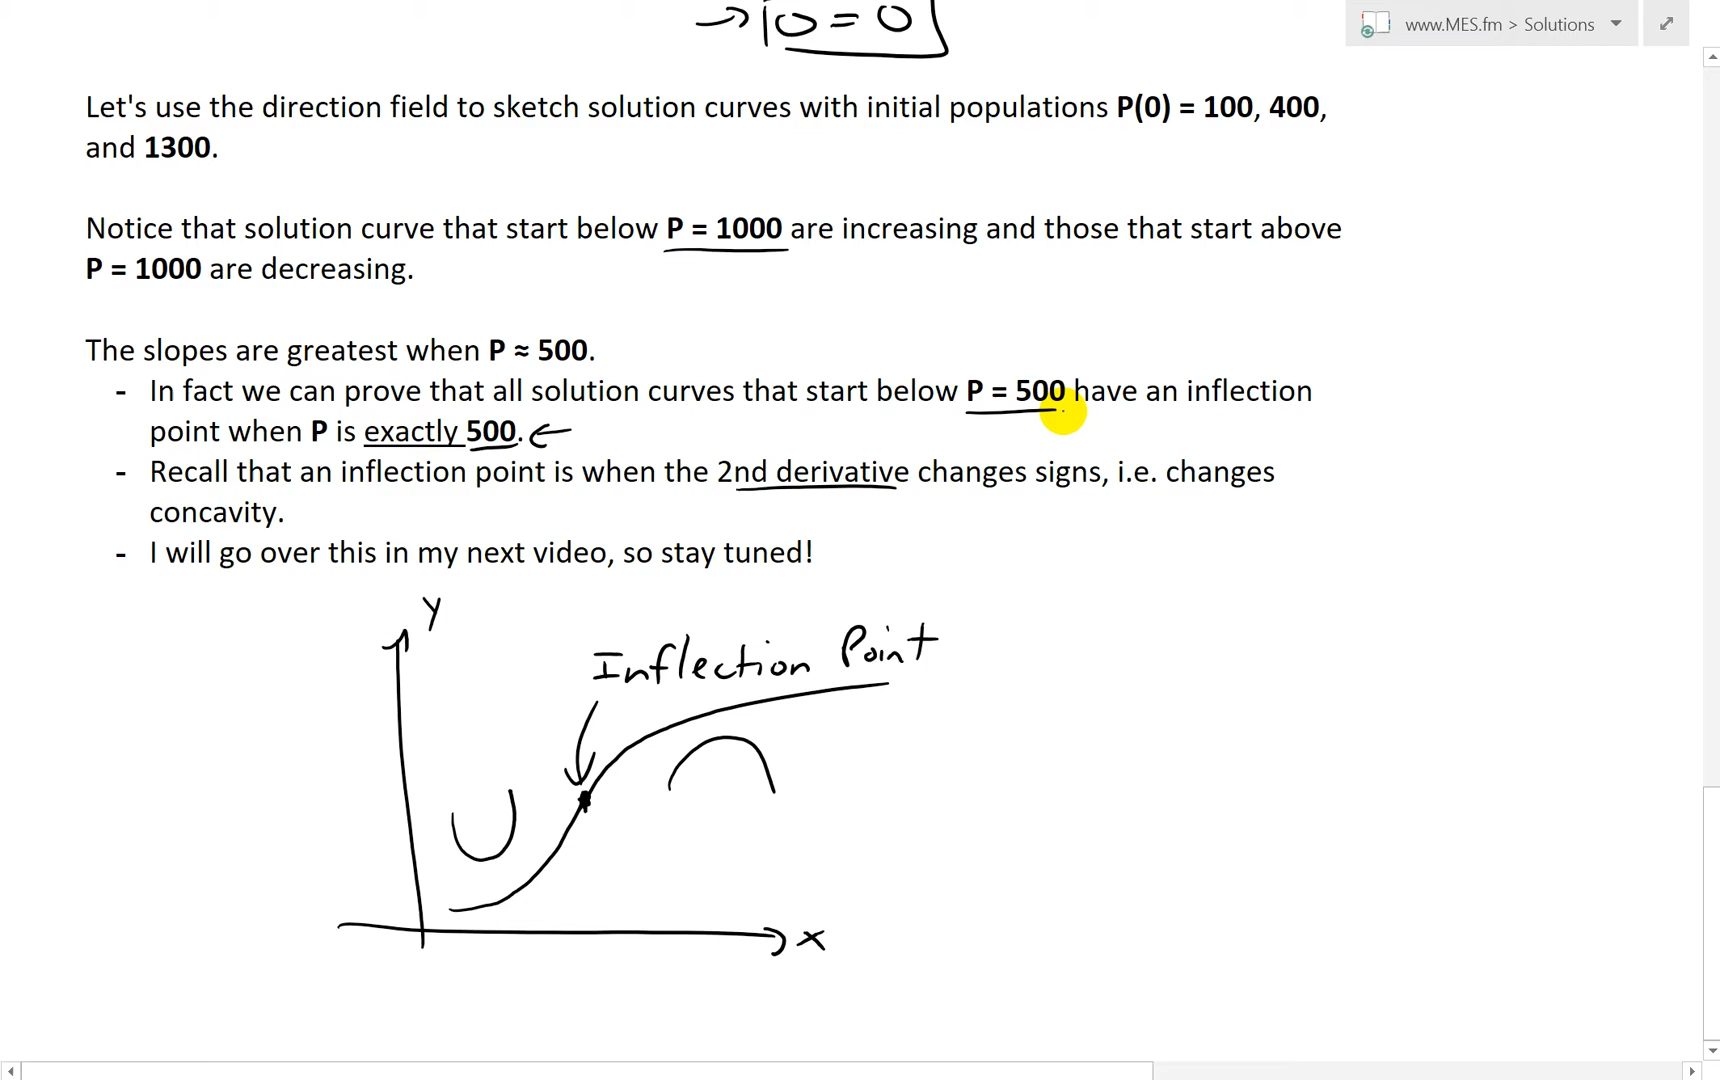 → 0 = 0
www.MES.fm > Solutions
Let's use the direction field to sketch solution curves with initial populations P(0) = 100, 400,
and 1300.
Notice that solution curve that start below P = 1000 are increasing and those that start above
P = 1000 are decreasing.
The slopes are greatest when P ≈ 500.
- In fact we can prove that all solution curves that start below P = 500 have an inflection
point when P is exactly 500. ←
- Recall that an inflection point is when the 2nd derivative changes signs, i.e. changes
concavity.
- I will go over this in my next video, so stay tuned!
Y
Inflection Point
x